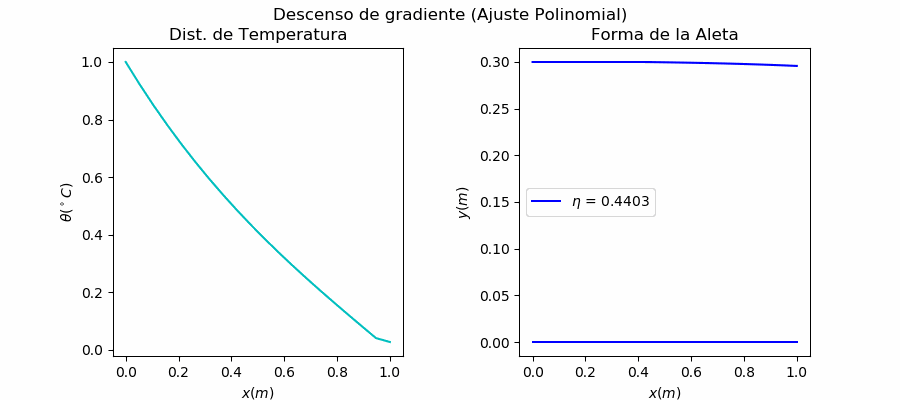 Descenso de gradiente (Ajuste Polinomial)
Dist. de Temperatura
1.0
0.8
0.6
0.4
0.2
0.0
θ(°C)
0.0 0.2 0.4 0.6 0.8 1.0
x(m)
Forma de la Aleta
0.30
0.25
0.20
0.15
0.10
0.05
0.00
y(m)
η = 0.4403
0.0 0.2 0.4 0.6 0.8 1.0
x(m)